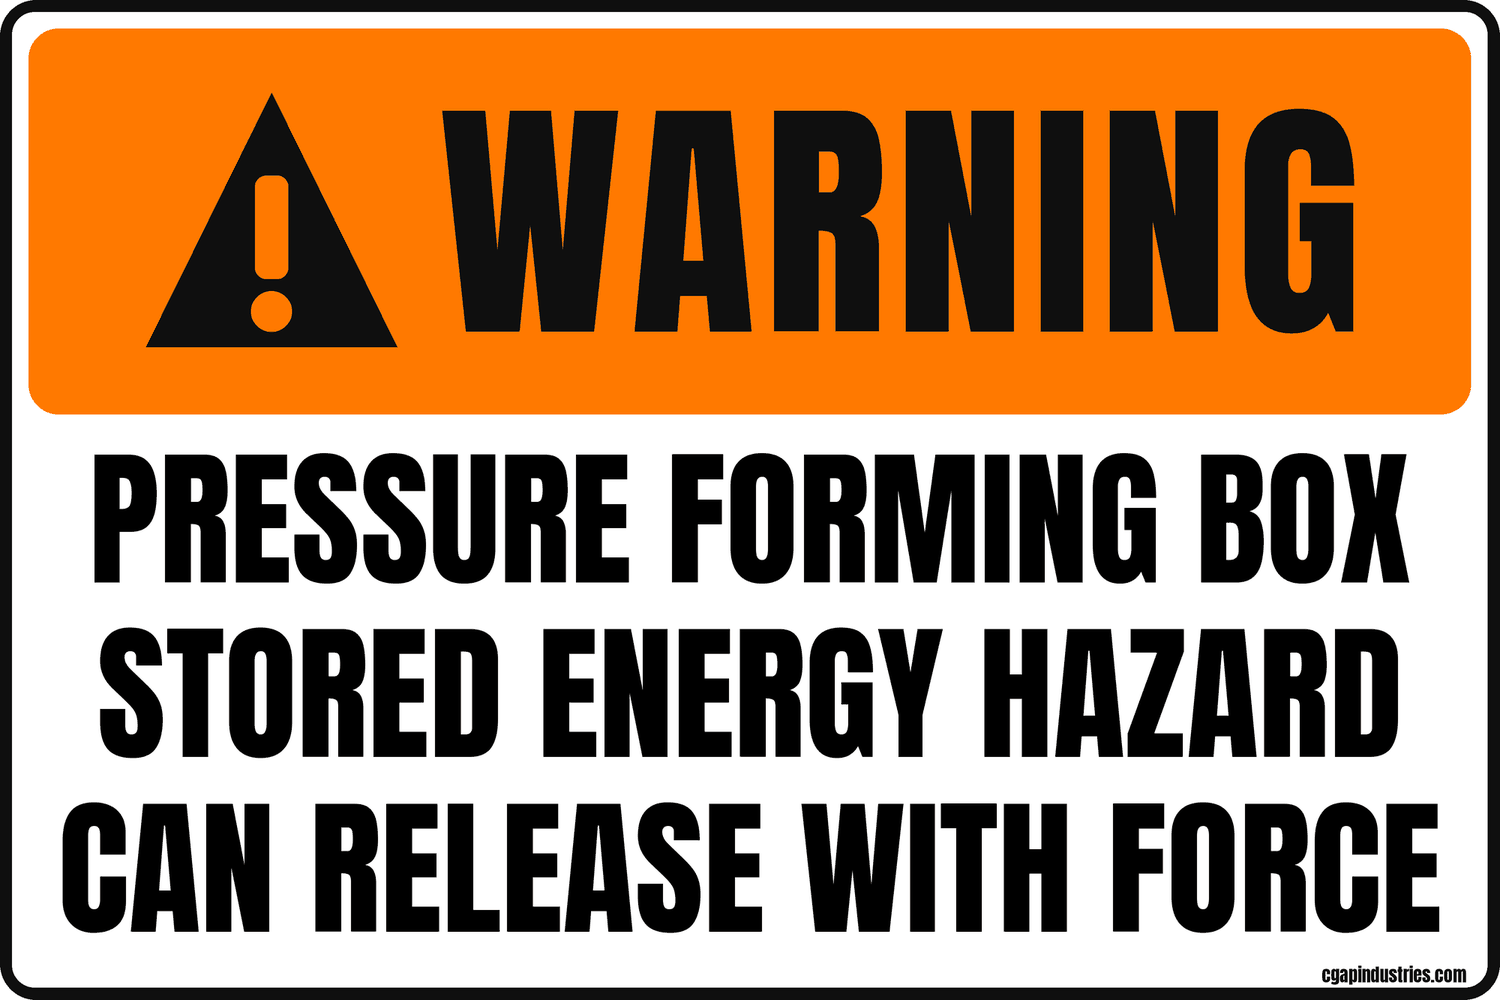 WARNING
PRESSURE FORMING BOX
STORED ENERGY HAZARD
CAN RELEASE WITH FORCE
cgapindustries.com